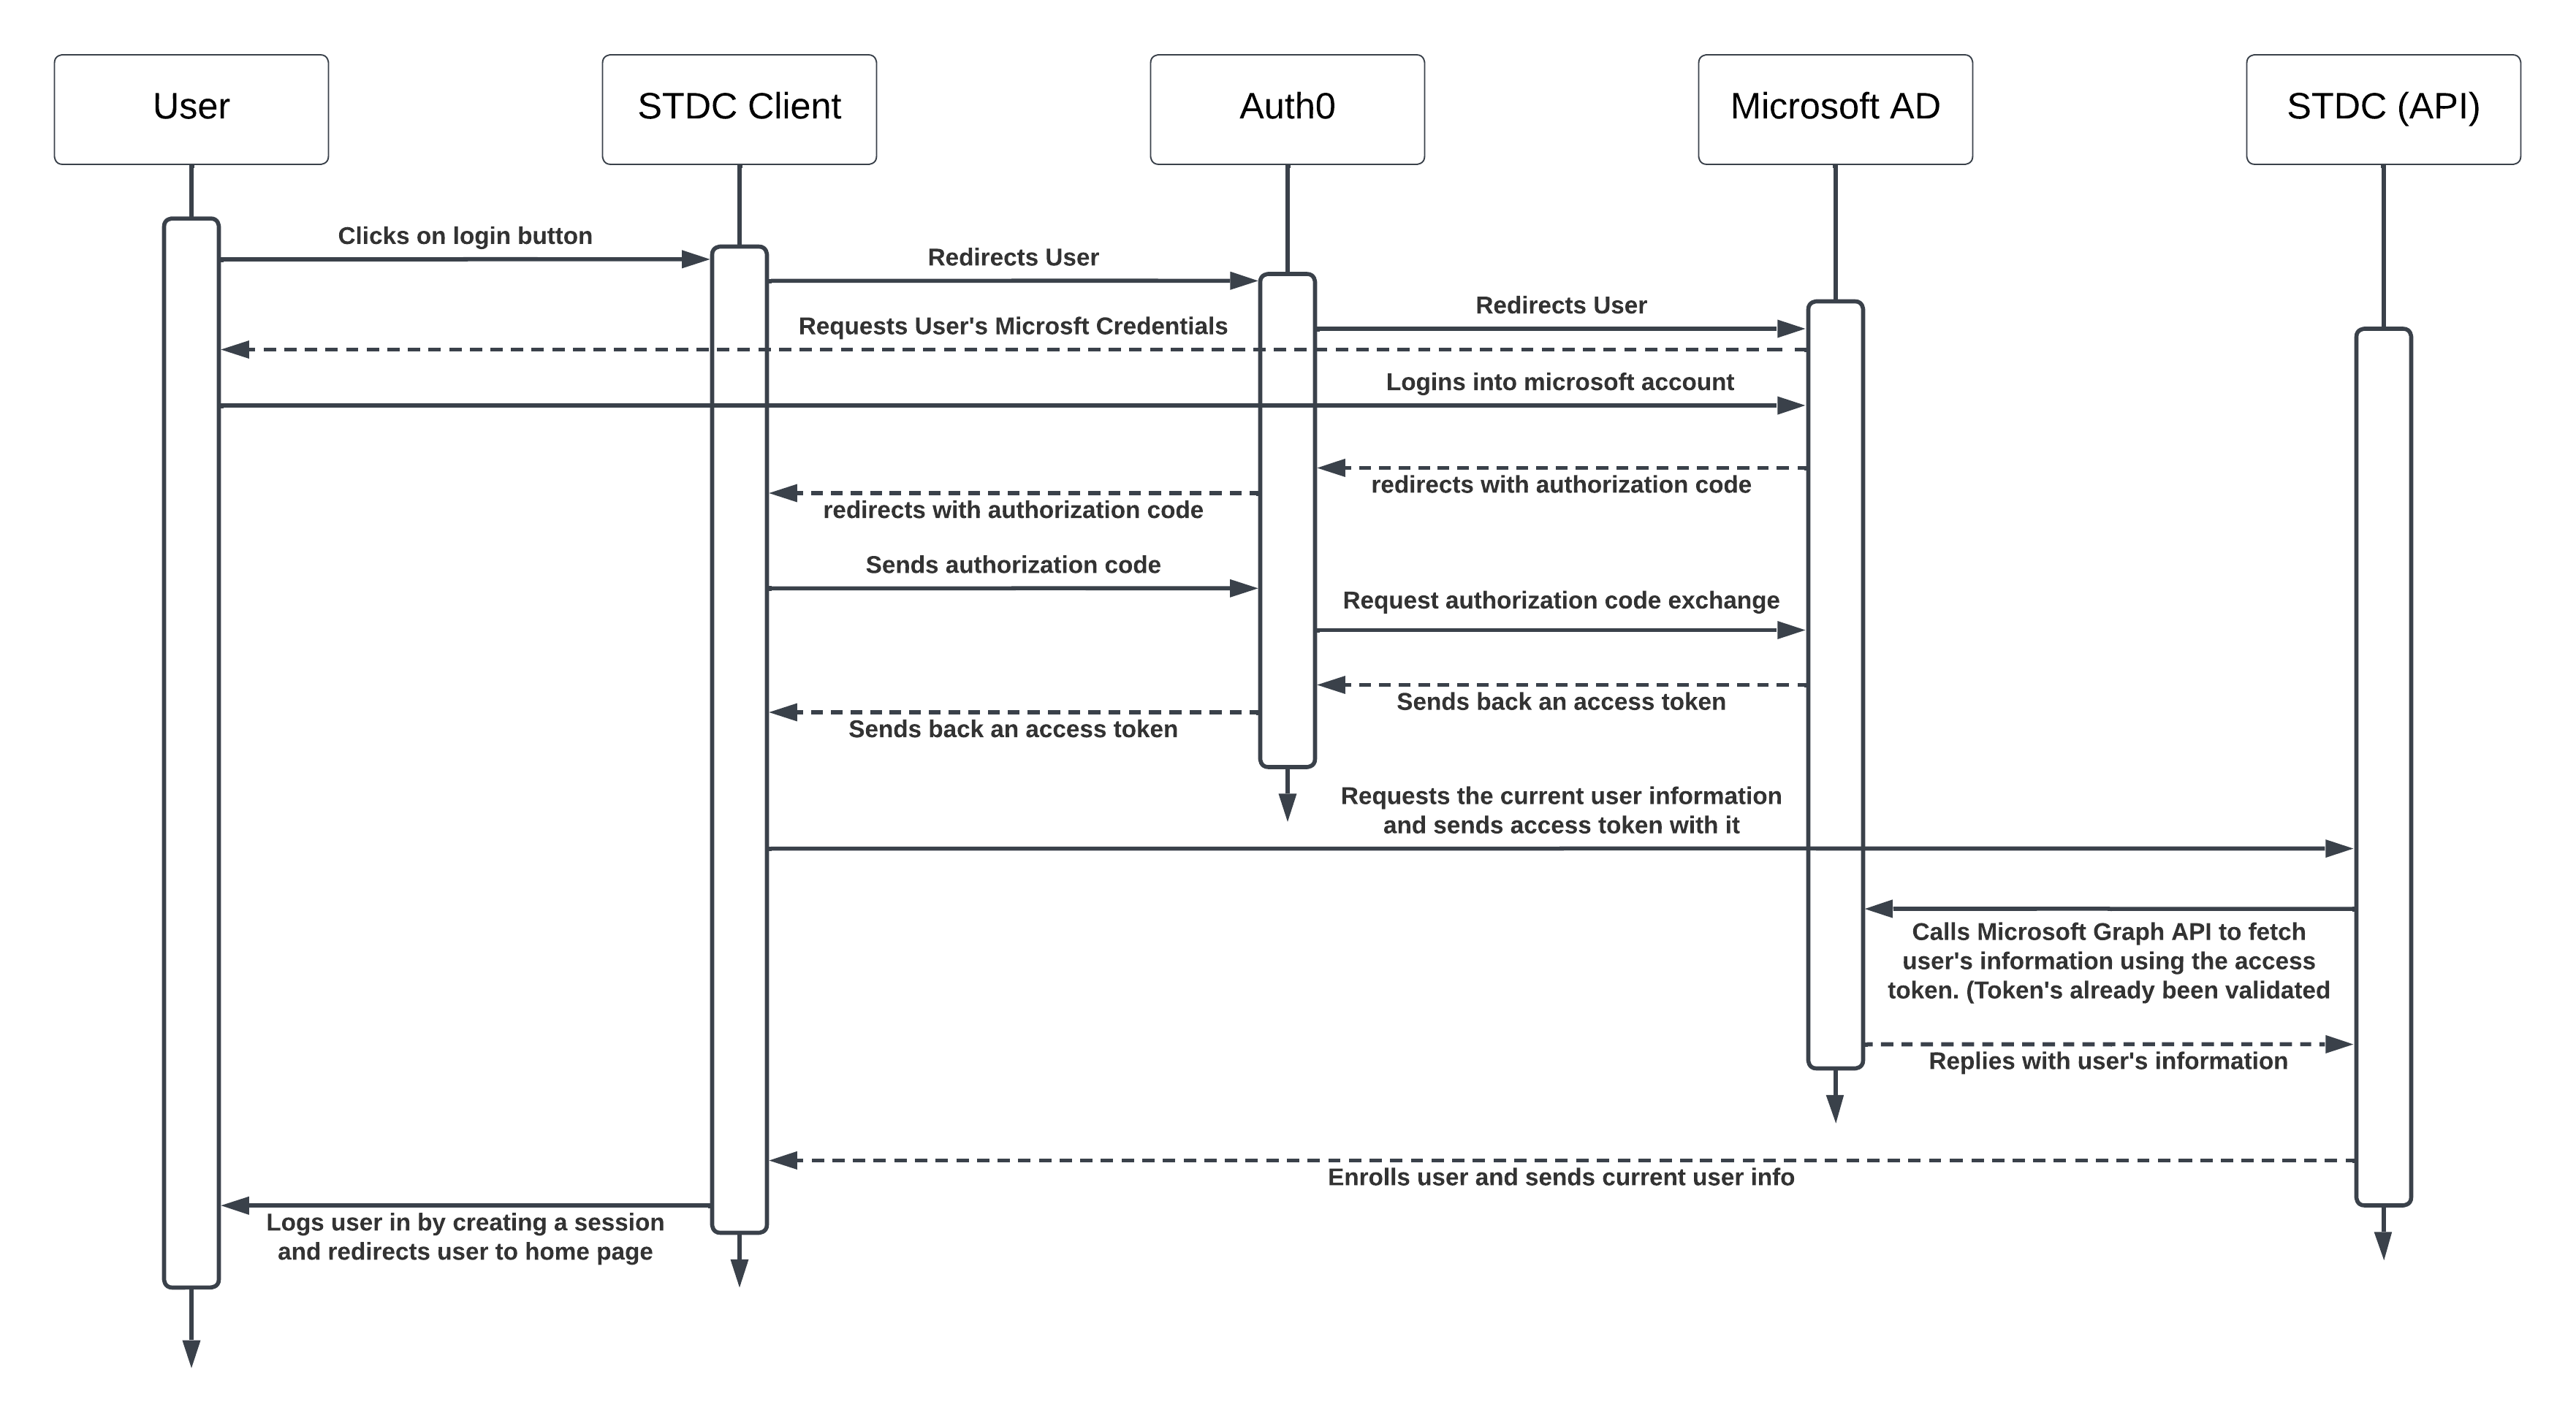 User
STDC Client
Auth0
Microsoft AD
STDC (API)
Clicks on login button
Redirects User
Redirects User
Requests User's Microsft Credentials
Logins into microsoft account
redirects with authorization code
redirects with authorization code
Sends authorization code
Request authorization code exchange
Sends back an access token
Sends back an access token
Requests the current user information
and sends access token with it
Calls Microsoft Graph API to fetch
user's information using the access
token. (Token's already been validated
Replies with user's information
Enrolls user and sends current user info
Logs user in by creating a session
and redirects user to home page